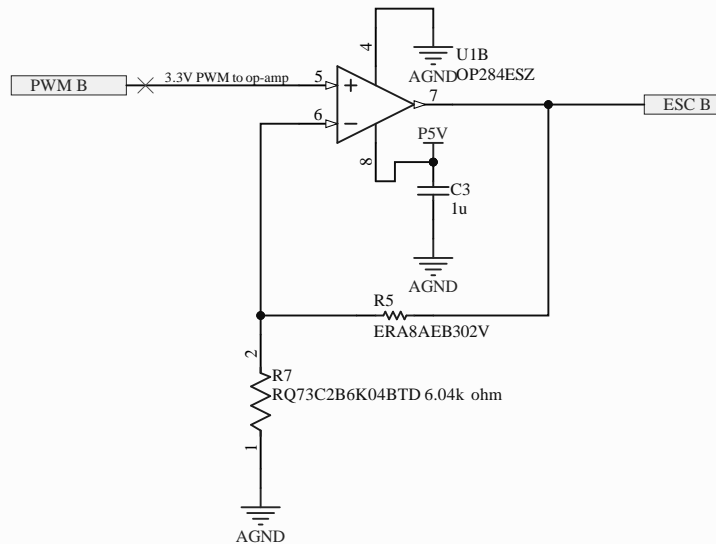 4
U1B
AGND
OP284ESZ
PWM B
3.3V PWM to op-amp
5
+
7
ESC B
6
−
P5V
8
C3
1u
AGND
R5
ERA8AEB302V
2
R7
RQ73C2B6K04BTD 6.04k ohm
1
AGND